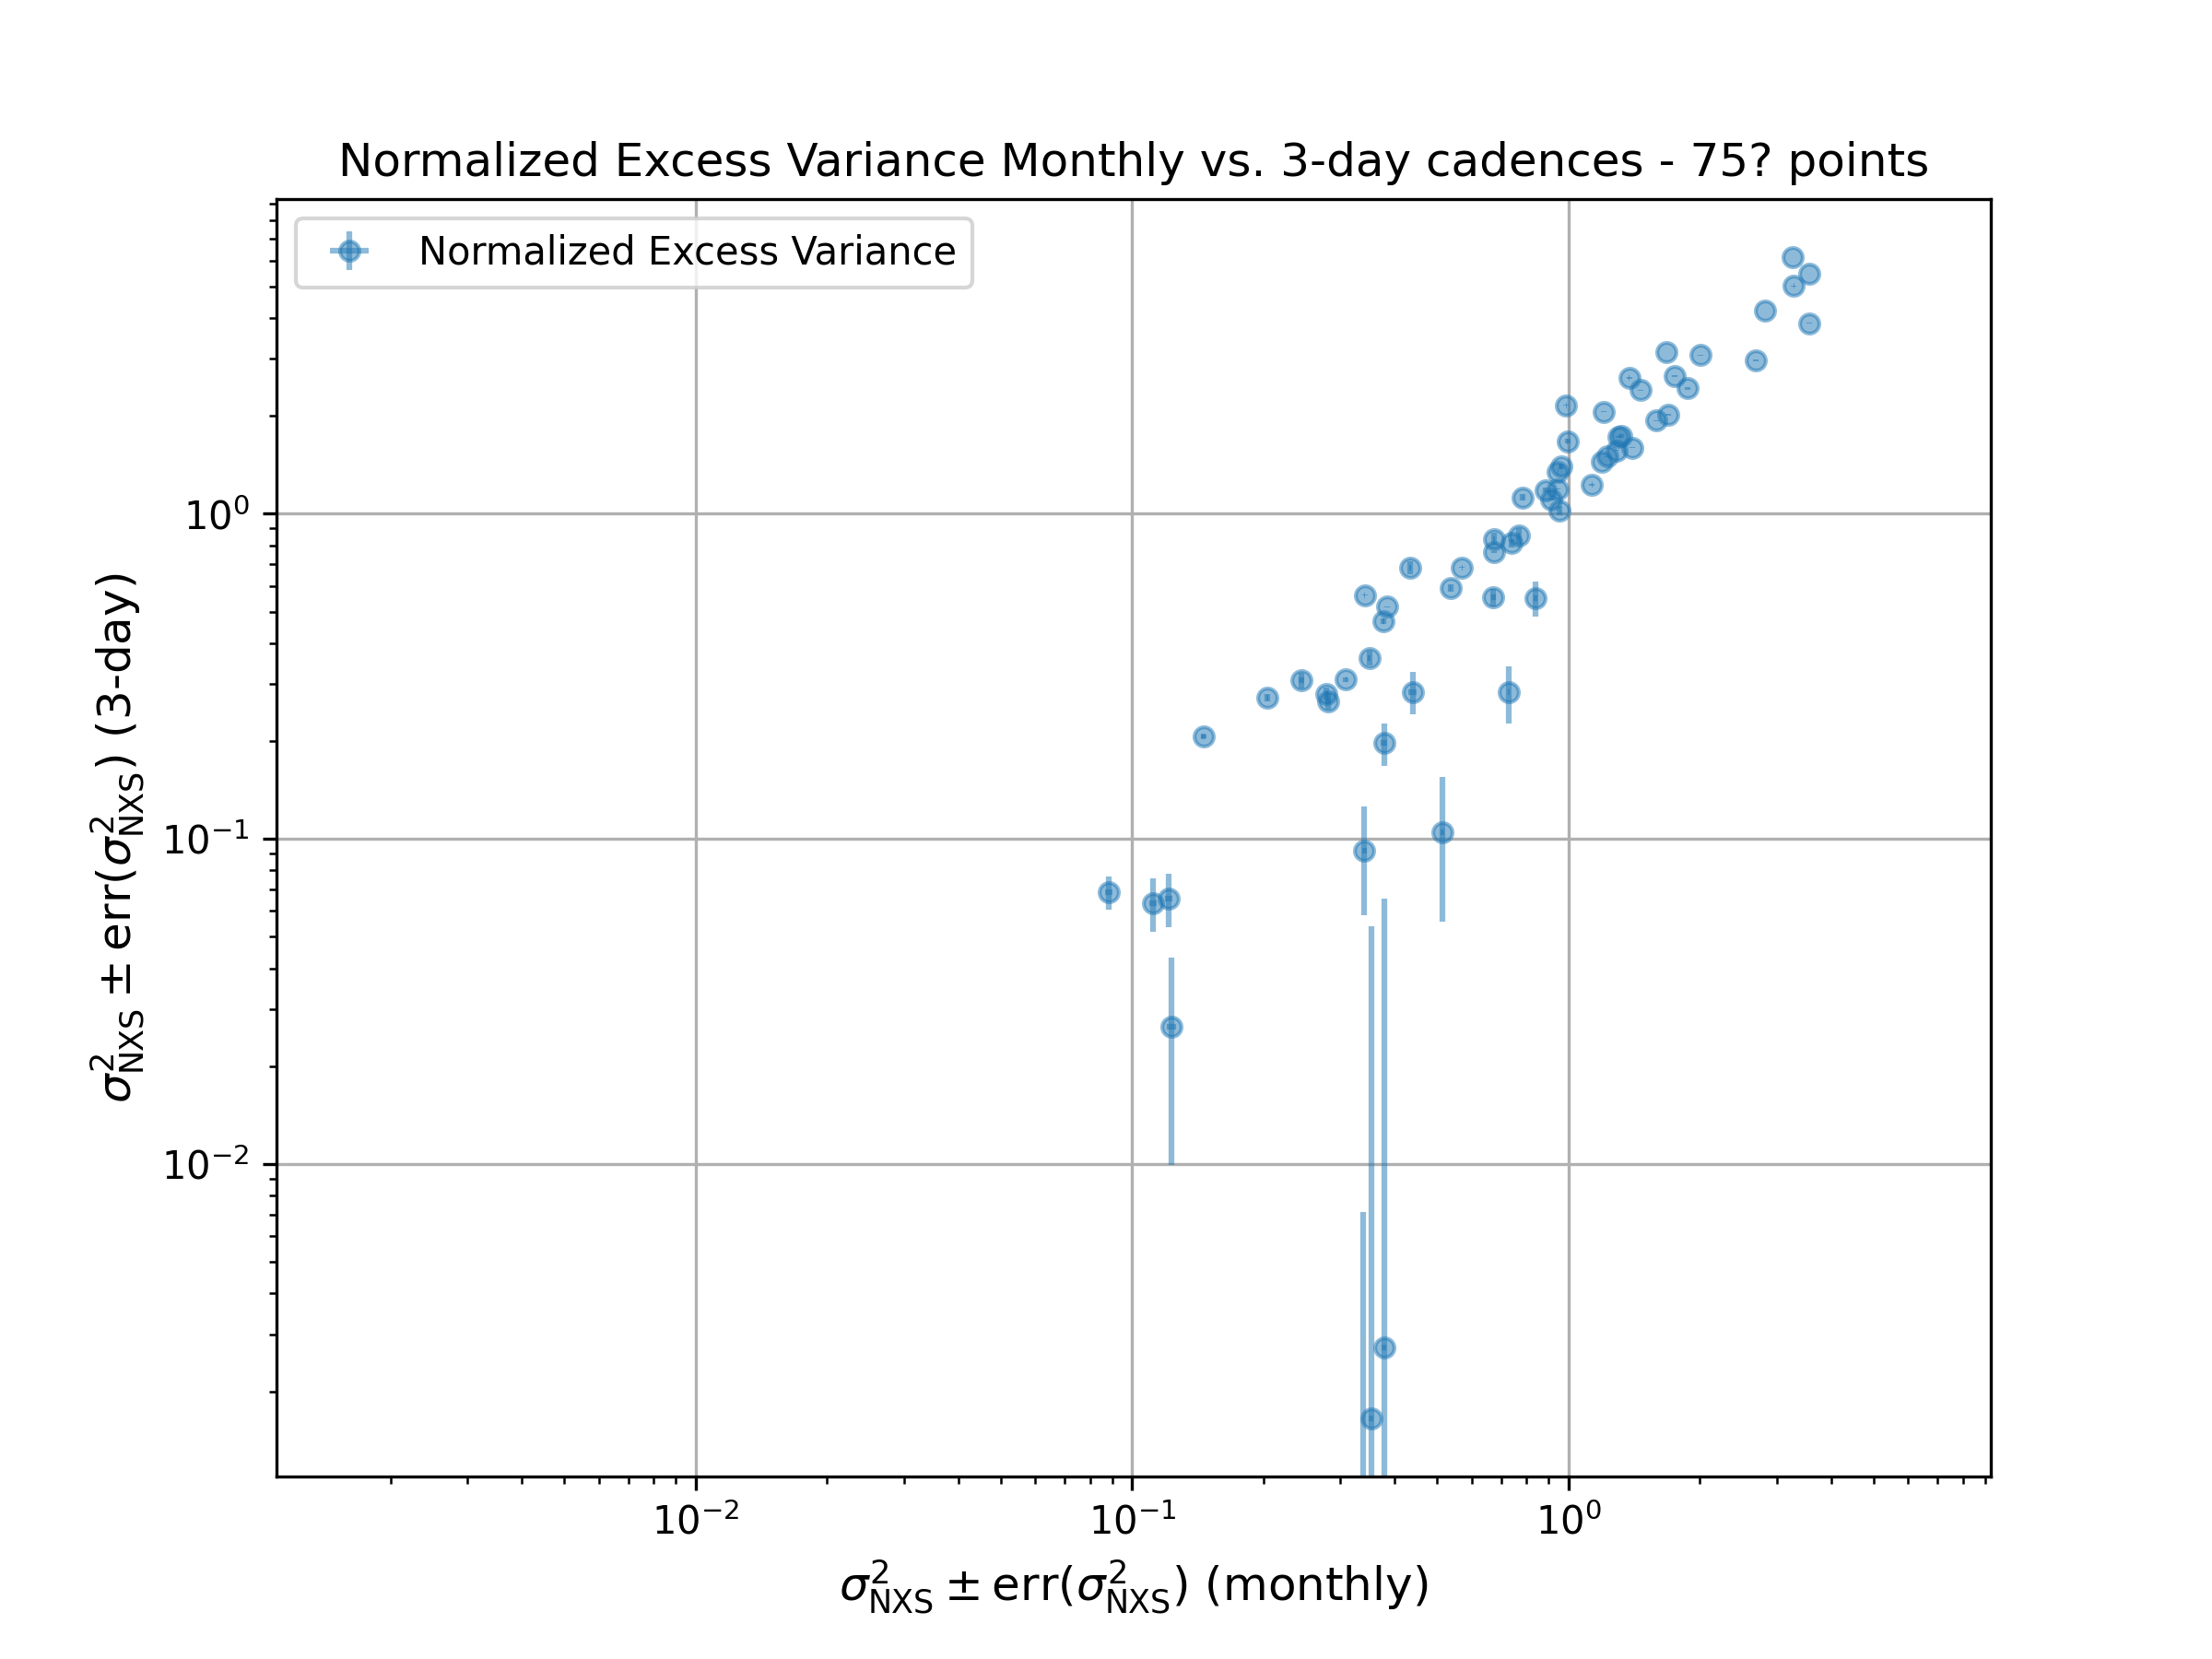 Normalized Excess Variance Monthly vs. 3-day cadences - 75? points
Normalized Excess Variance
10⁰
10⁻¹
10⁻²
σ²NXS ± err(σ²NXS) (3-day)
10⁻² 10⁻¹ 10⁰
σ²NXS ± err(σ²NXS) (monthly)